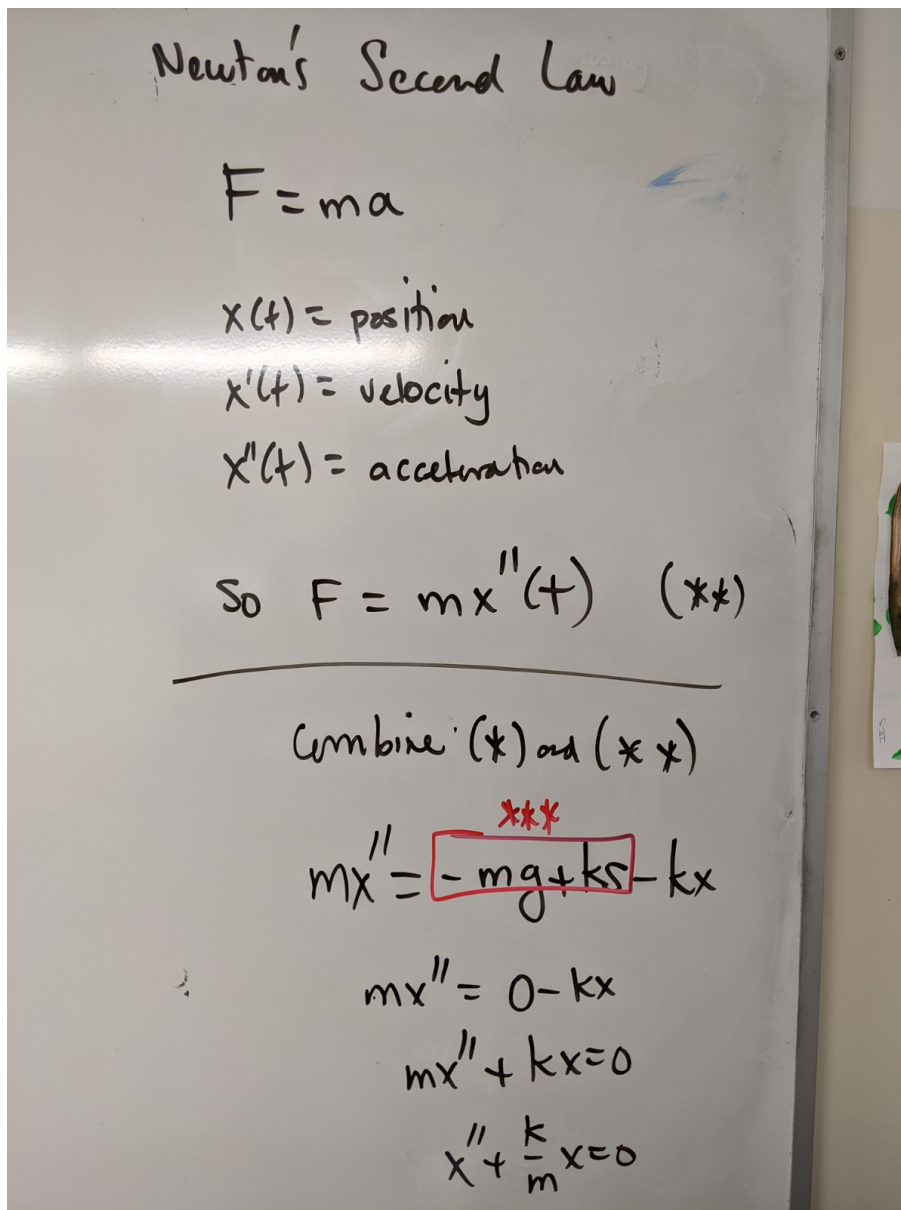 Newton's Second Law
F = ma
x(t) = position
x'(t) = velocity
x''(t) = acceleration
So F = mx''(t) (**)
Combine (*) and (**)
***
mx'' = -mg+ks-kx
mx'' = 0-kx
mx''+kx=0
x''+k/m x=0